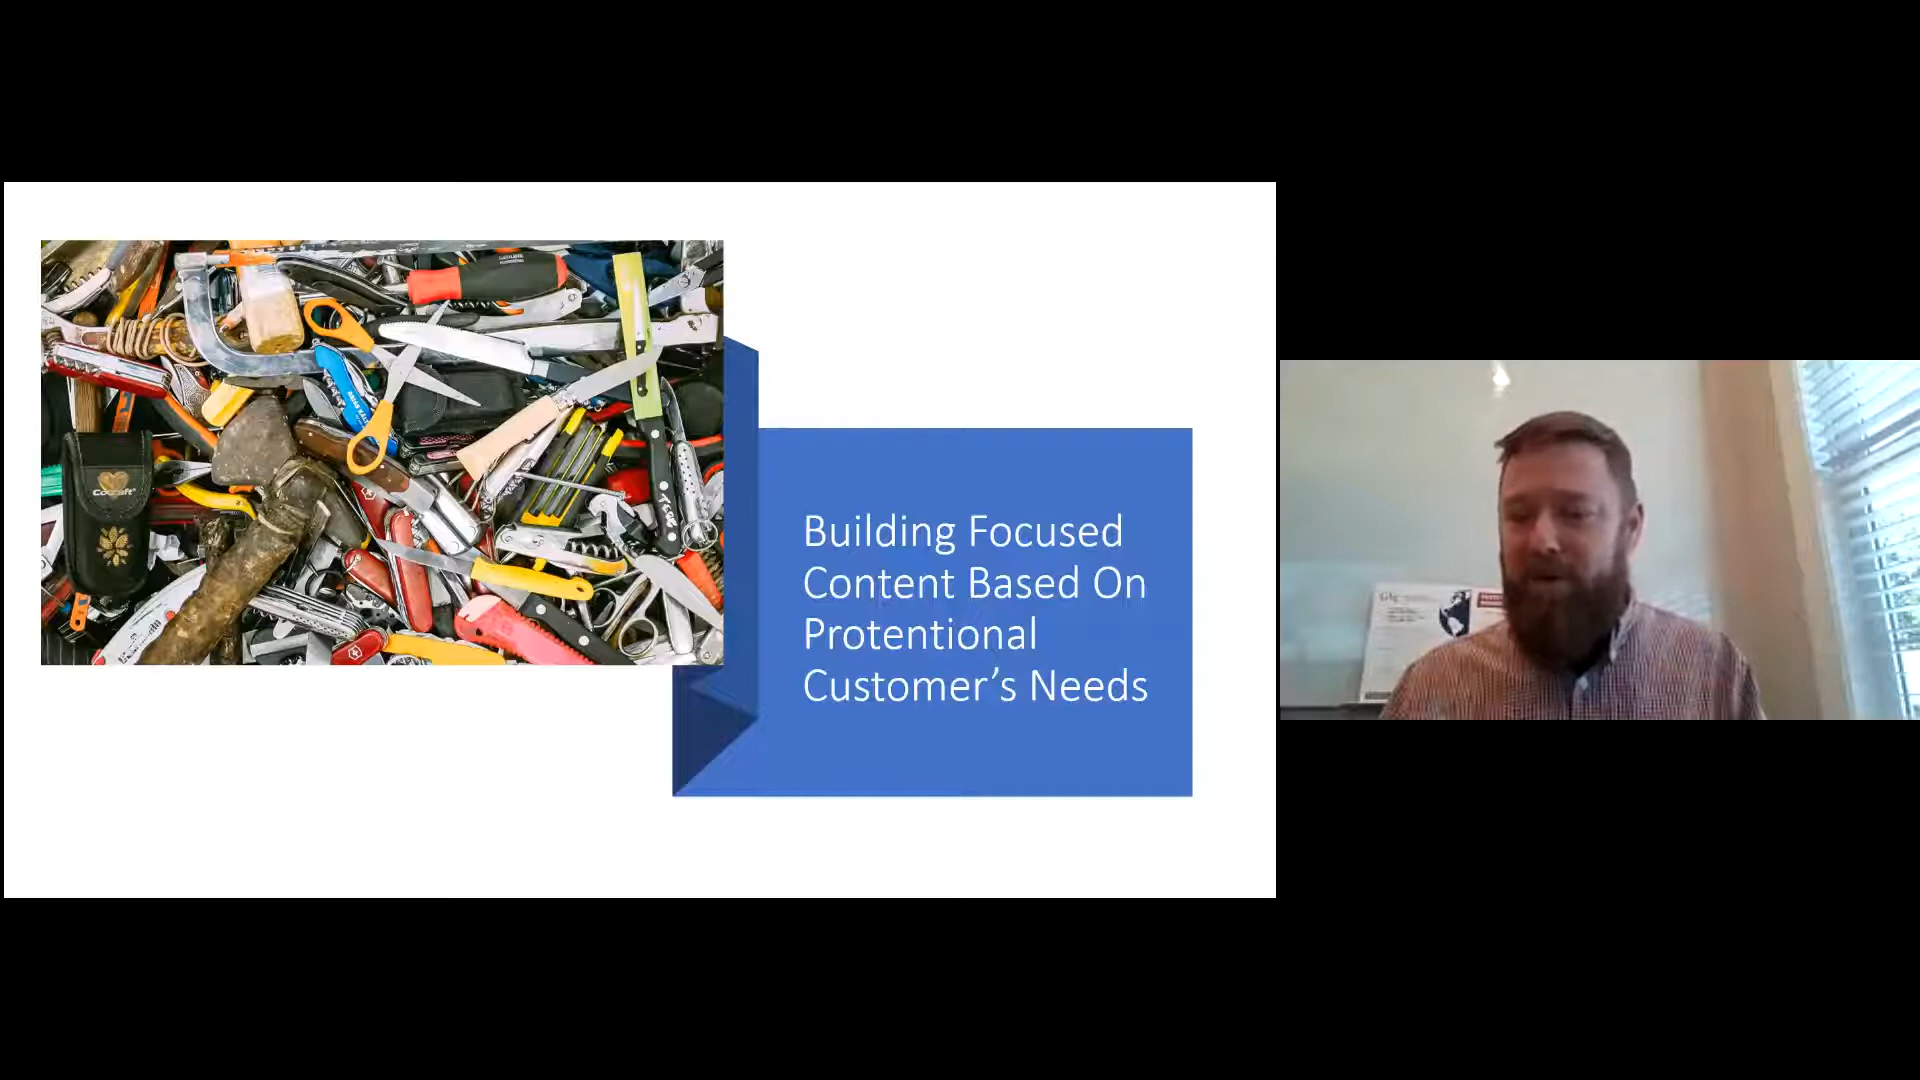 Building Focused
Content Based On
Protentional
Customer’s Needs